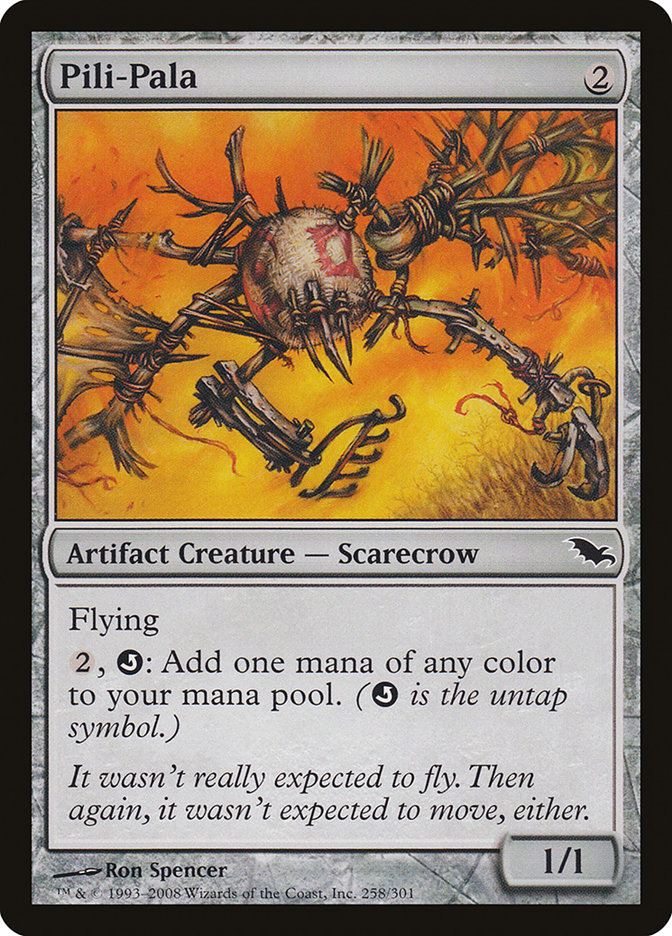 Pili-Pala
2
Artifact Creature — Scarecrow
Flying
2, : Add one mana of any color
to your mana pool. ( is the untap
symbol.)
It wasn't really expected to fly. Then
again, it wasn't expected to move, either.
1/1
Ron Spencer
™ & © 1993–2008 Wizards of the Coast, Inc. 258/301